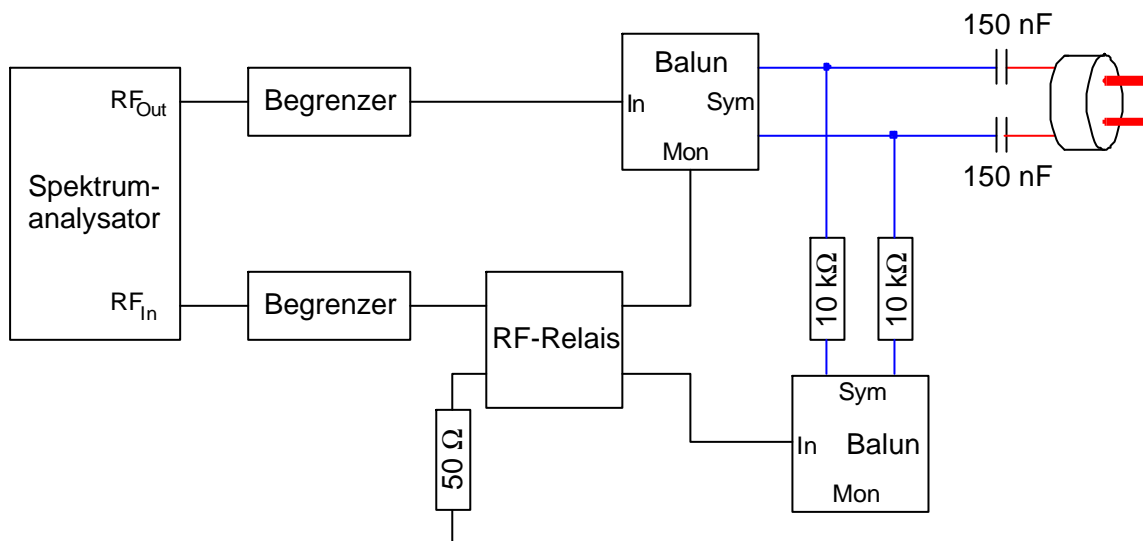 150 nF
Balun
RF_Out
Begrenzer
In
Sym
Mon
150 nF
Spektrum-
analysator
10 kΩ
10 kΩ
RF_In
Begrenzer
RF-Relais
Sym
50 Ω
In
Balun
Mon